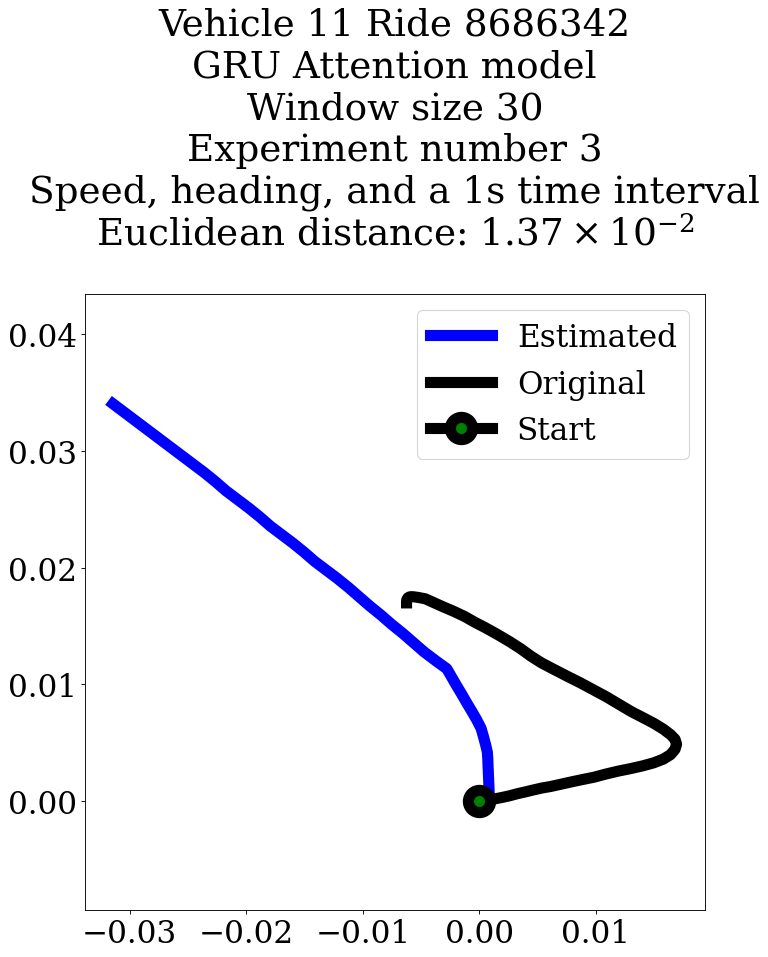 Vehicle 11 Ride 8686342
GRU Attention model
Window size 30
Experiment number 3
Speed, heading, and a 1s time interval
Euclidean distance: 1.37 × 10⁻²
Estimated
Original
Start
0.04
0.03
0.02
0.01
0.00
−0.03 −0.02 −0.01 0.00 0.01